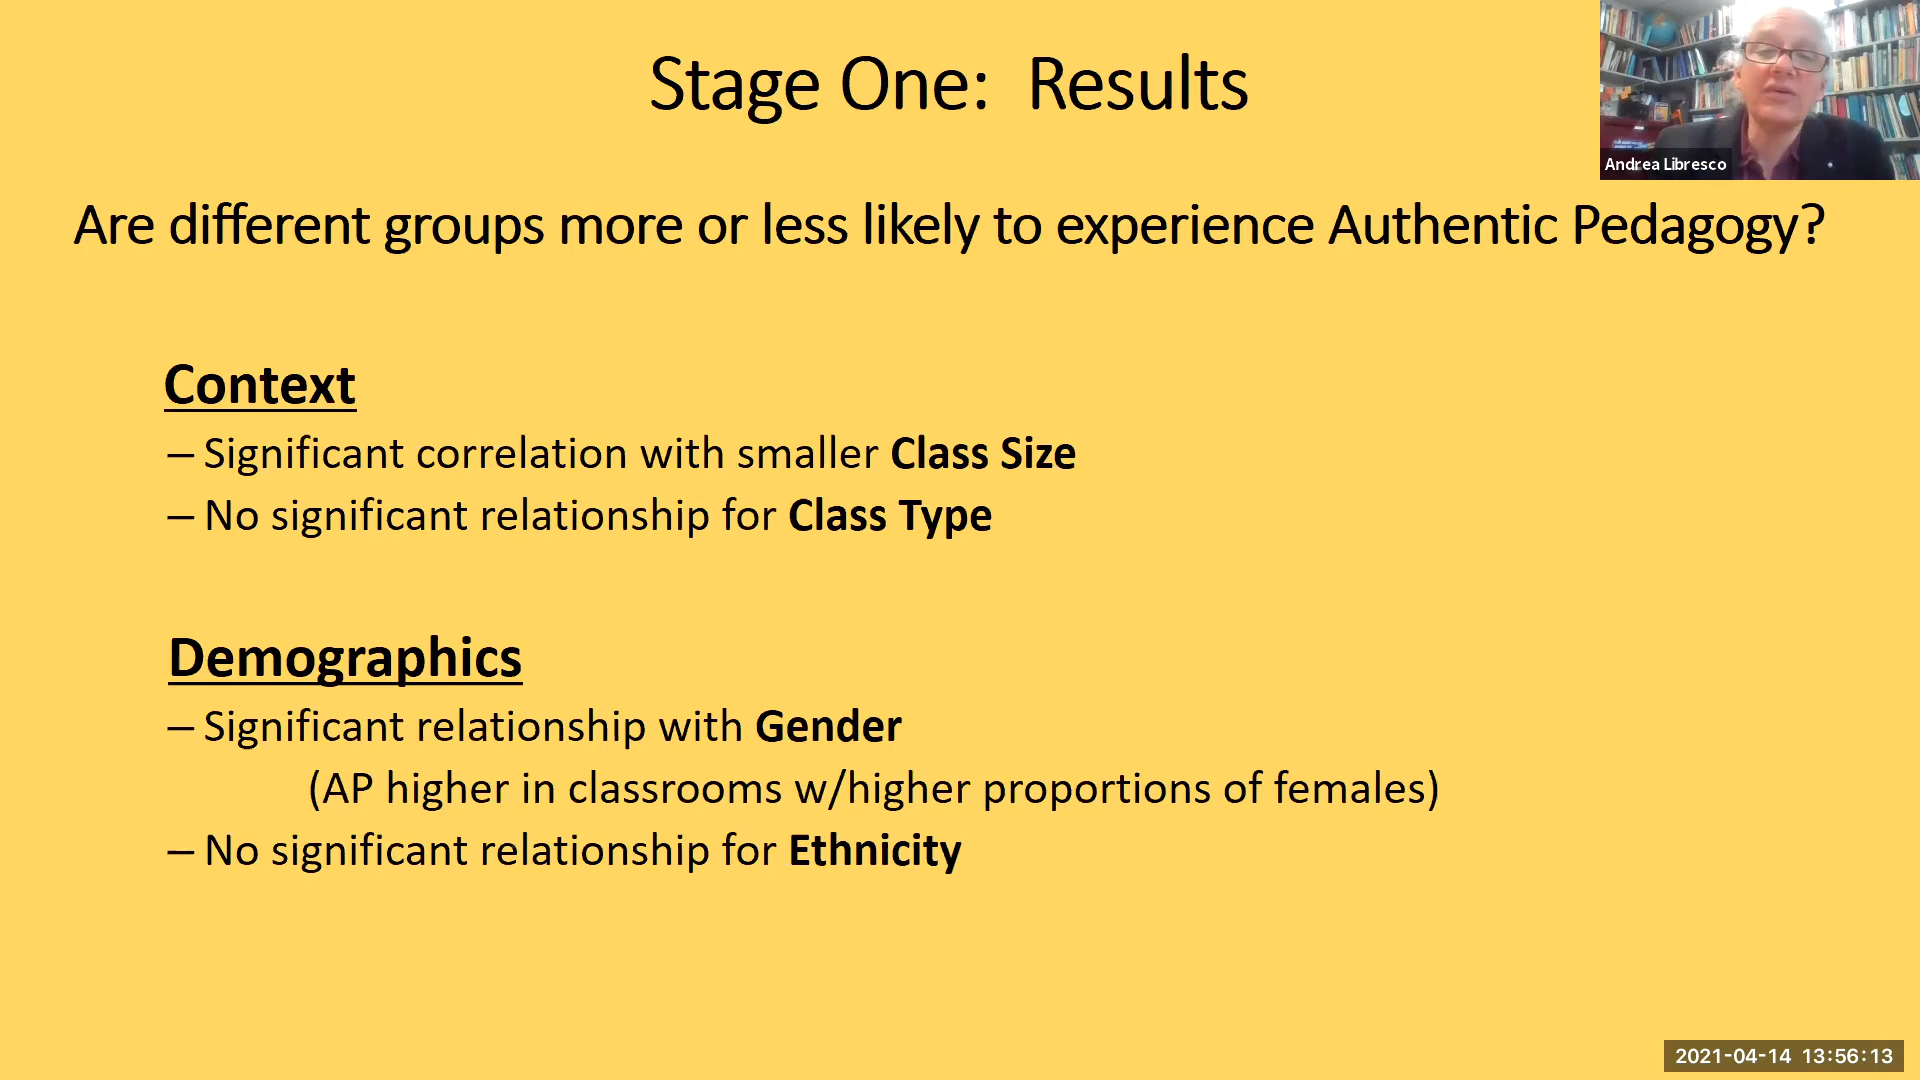 Stage One:  Results
Andrea Libresco
Are different groups more or less likely to experience Authentic Pedagogy?
Context
– Significant correlation with smaller Class Size
– No significant relationship for Class Type
Demographics
– Significant relationship with Gender
(AP higher in classrooms w/higher proportions of females)
– No significant relationship for Ethnicity
2021-04-14 13:56:13